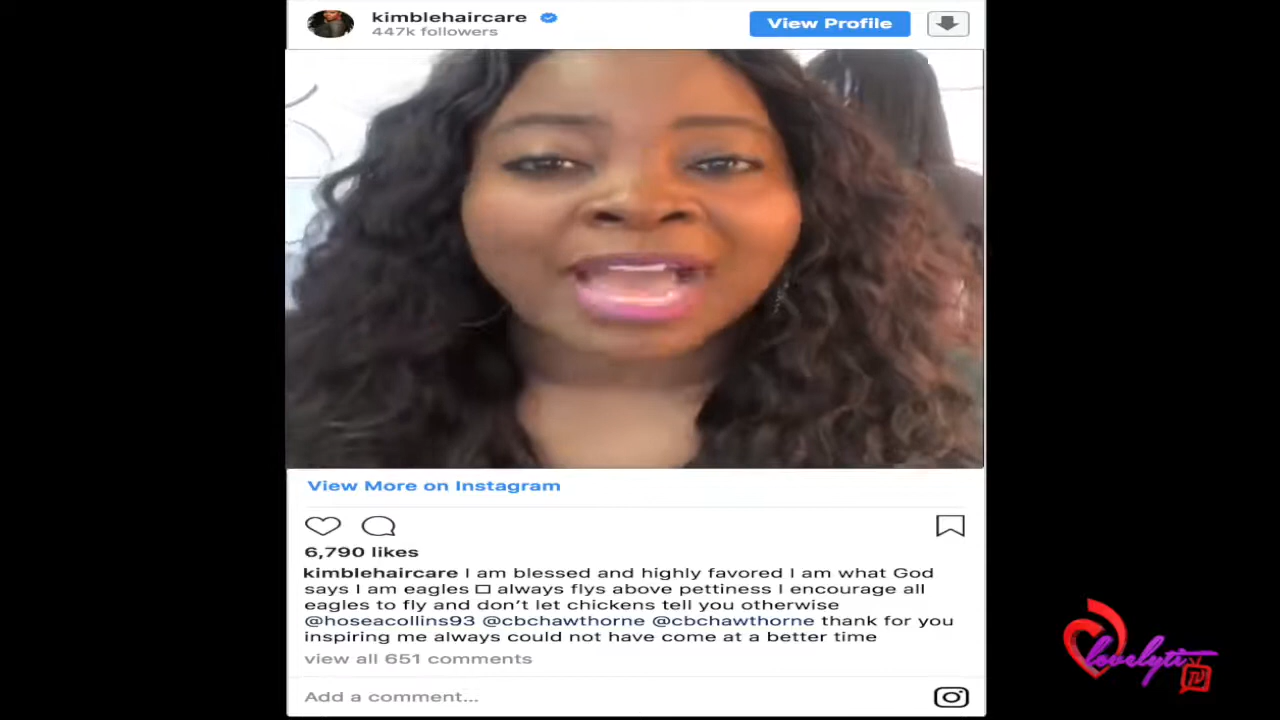 kimblehaircare
447k followers
View Profile
View More on Instagram
6,790 likes
kimblehaircare I am blessed and highly favored I am what God
says I am eagles □ always flys above pettiness I encourage all
eagles to fly and don't let chickens tell you otherwise
@hoseacollins93 @cbchawthorne @cbchawthorne thank for you
inspiring me always could not have come at a better time
view all 651 comments
Add a comment...
lovelyti
TV